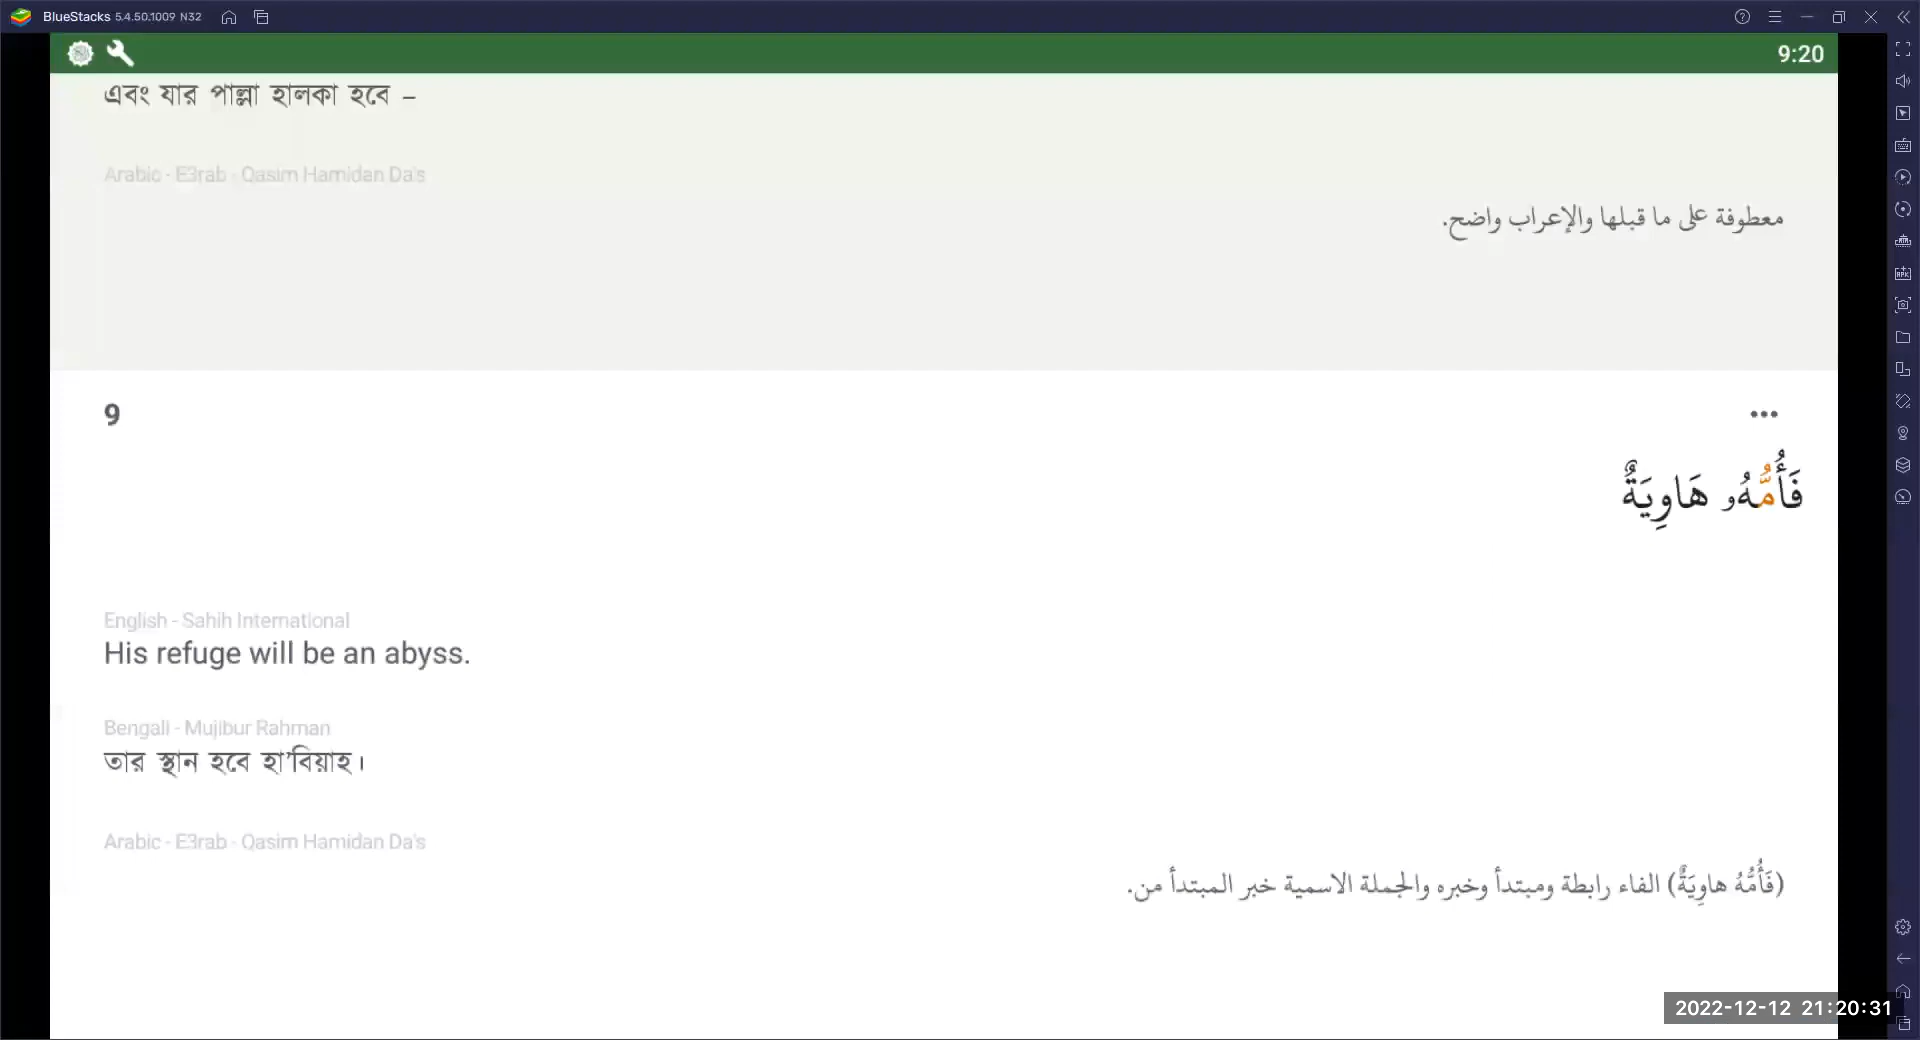 BlueStacks 5.4.50.1009 N32
9:20
এবং যার পাল্লা হালকা হবে –
Arabic - E3rab - Qasim Hamidan Da's
معطوفة على ما قبلها والإعراب واضح.
9
فَأُمُّهُۥ هَاوِيَةٌ
English - Sahih International
His refuge will be an abyss.
Bengali - Mujibur Rahman
তার স্থান হবে হা’বিয়াহ।
Arabic - E3rab - Qasim Hamidan Da's
(فَأُمُّهُ هاوِيَةٌ) الفاء رابطة ومبتدأ وخبره والجملة الاسمية خبر المبتدأ من.
2022-12-12 21:20:31